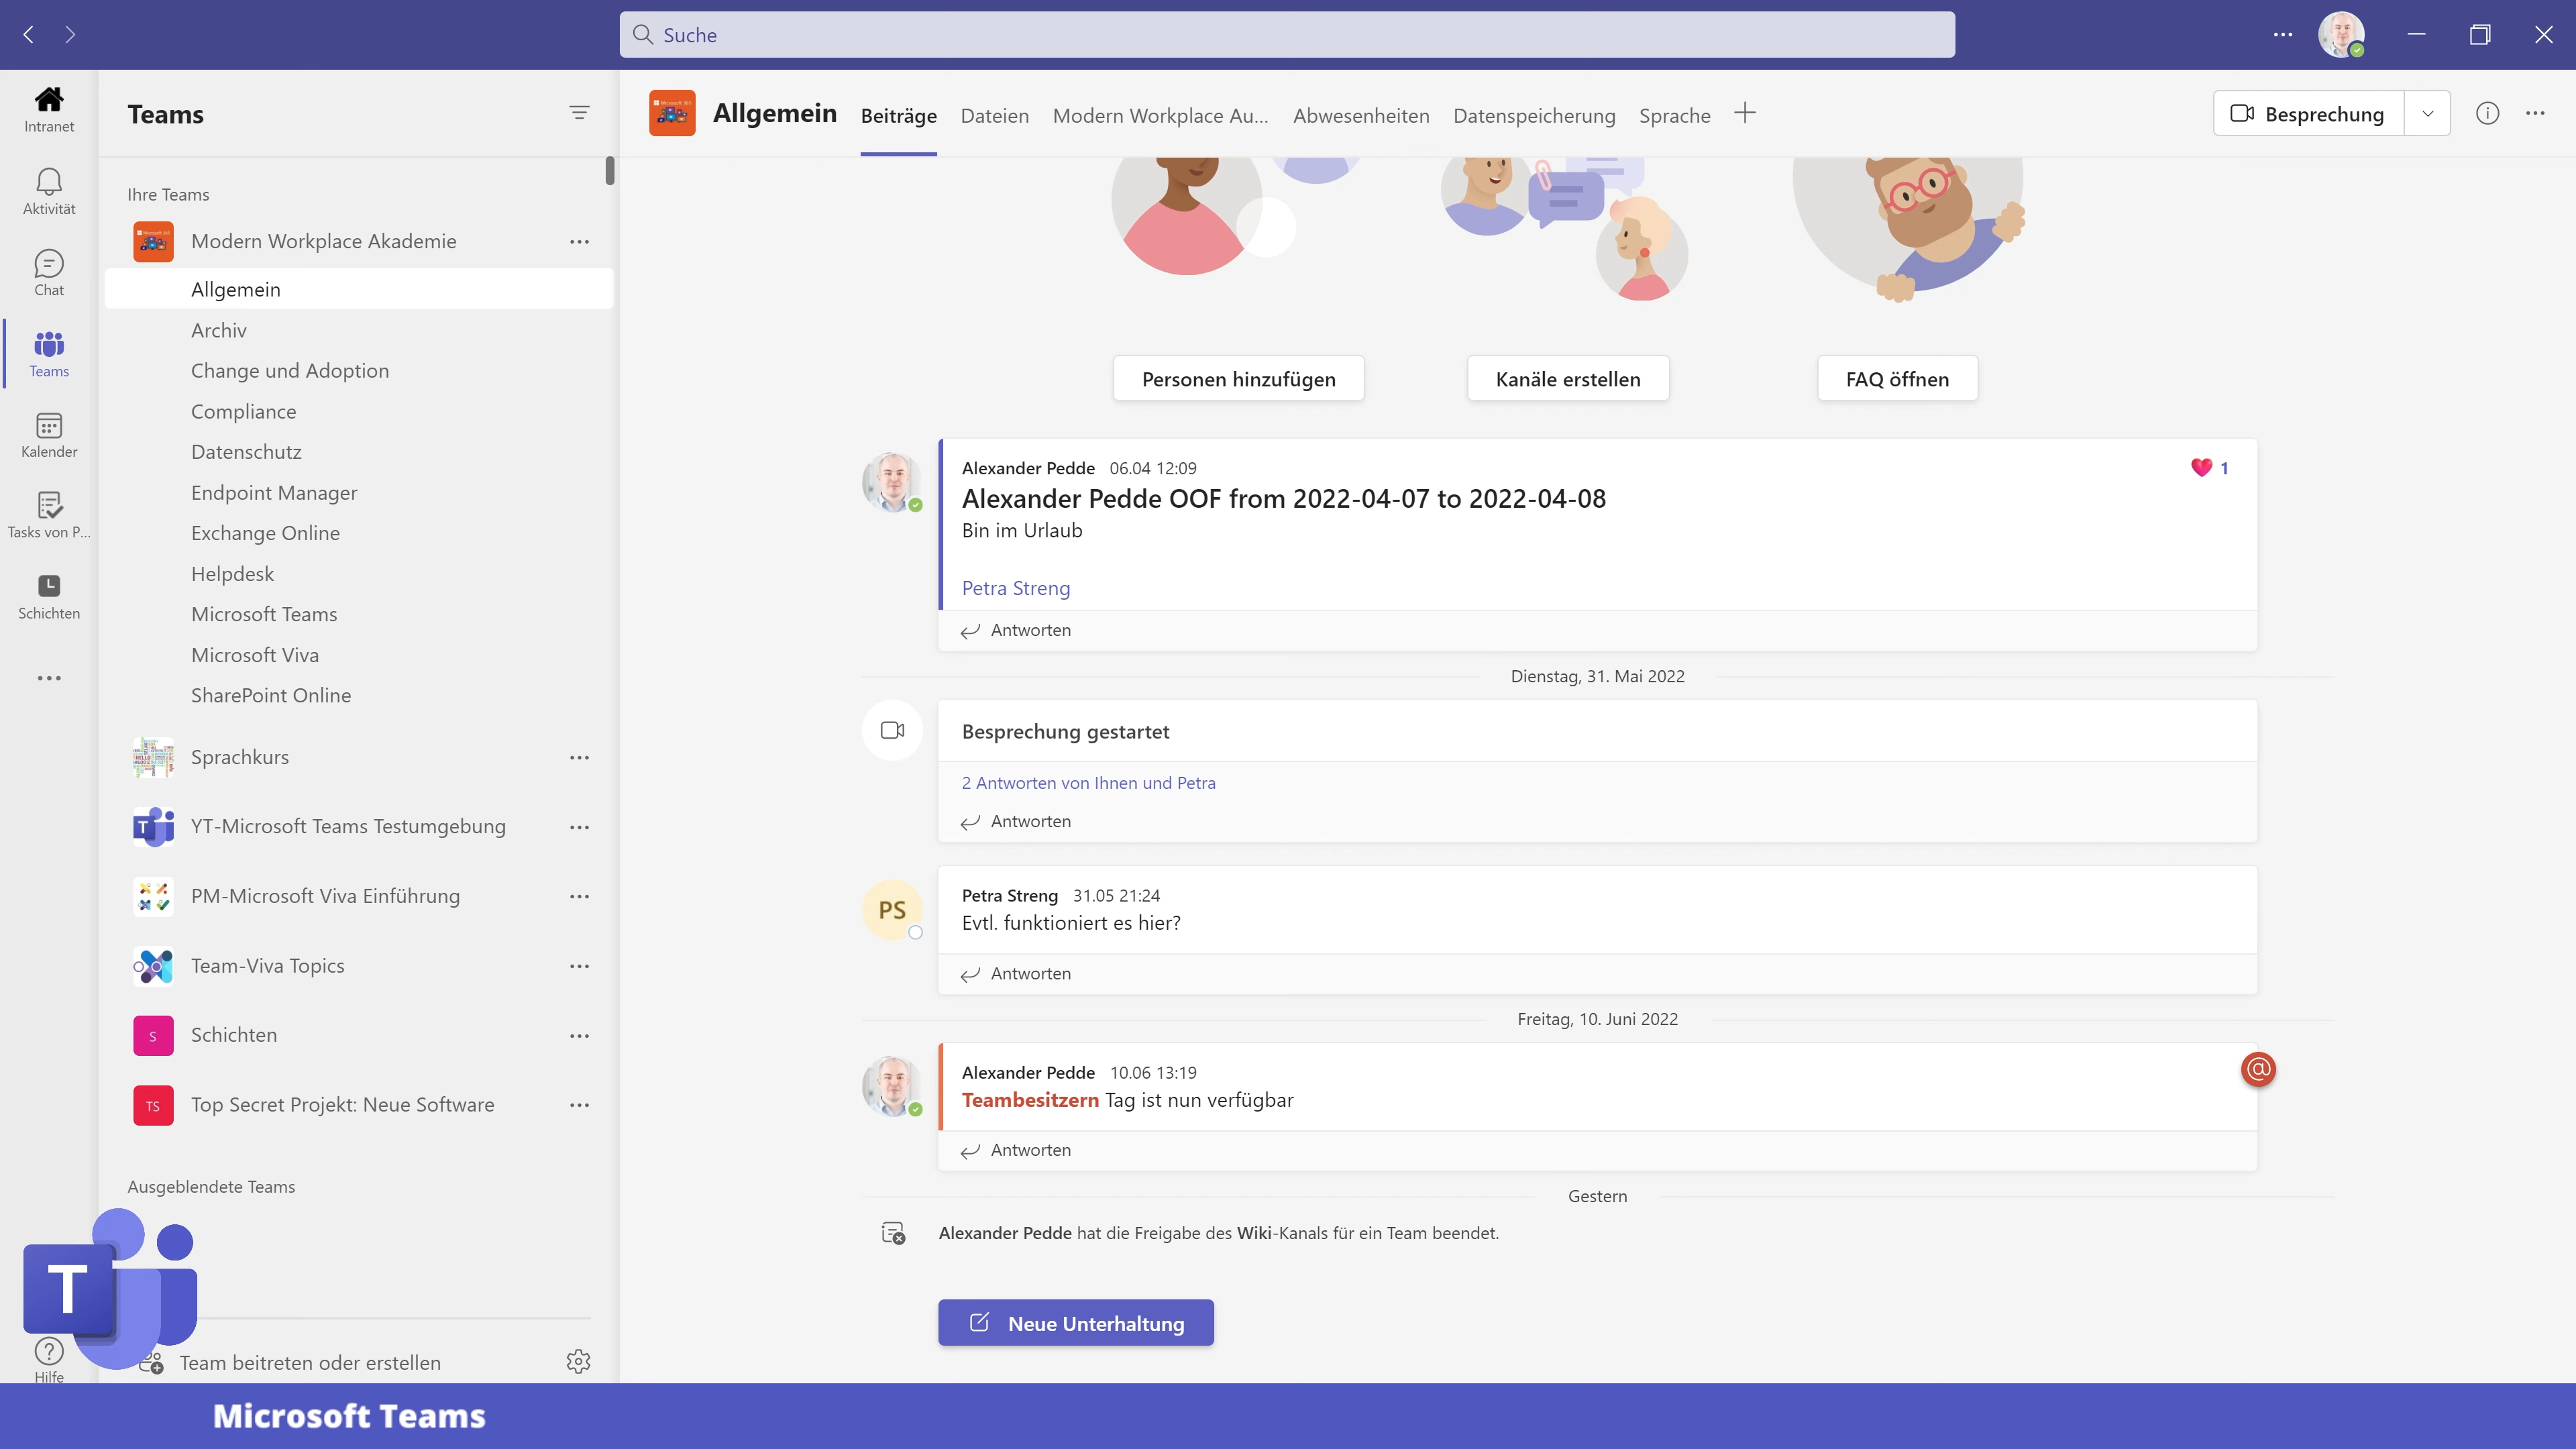 Suche
Intranet
Aktivität
Chat
Teams
Kalender
Tasks von P...
Schichten
Hilfe
Teams
Ihre Teams
Modern Workplace Akademie
Allgemein
Archiv
Change und Adoption
Compliance
Datenschutz
Endpoint Manager
Exchange Online
Helpdesk
Microsoft Teams
Microsoft Viva
SharePoint Online
Sprachkurs
YT-Microsoft Teams Testumgebung
PM-Microsoft Viva Einführung
Team-Viva Topics
S Schichten
TS Top Secret Projekt: Neue Software
Ausgeblendete Teams
T
Team beitreten oder erstellen
Allgemein Beiträge Dateien Modern Workplace Au... Abwesenheiten Datenspeicherung Sprache
Besprechung
Personen hinzufügen Kanäle erstellen FAQ öffnen
Alexander Pedde 06.04 12:09 1
Alexander Pedde OOF from 2022-04-07 to 2022-04-08
Bin im Urlaub
Petra Streng
Antworten
Dienstag, 31. Mai 2022
Besprechung gestartet
2 Antworten von Ihnen und Petra
Antworten
PS
Petra Streng 31.05 21:24
Evtl. funktioniert es hier?
Antworten
Freitag, 10. Juni 2022
Alexander Pedde 10.06 13:19 @
Teambesitzern Tag ist nun verfügbar
Antworten
Gestern
Alexander Pedde hat die Freigabe des Wiki-Kanals für ein Team beendet.
Neue Unterhaltung
Microsoft Teams